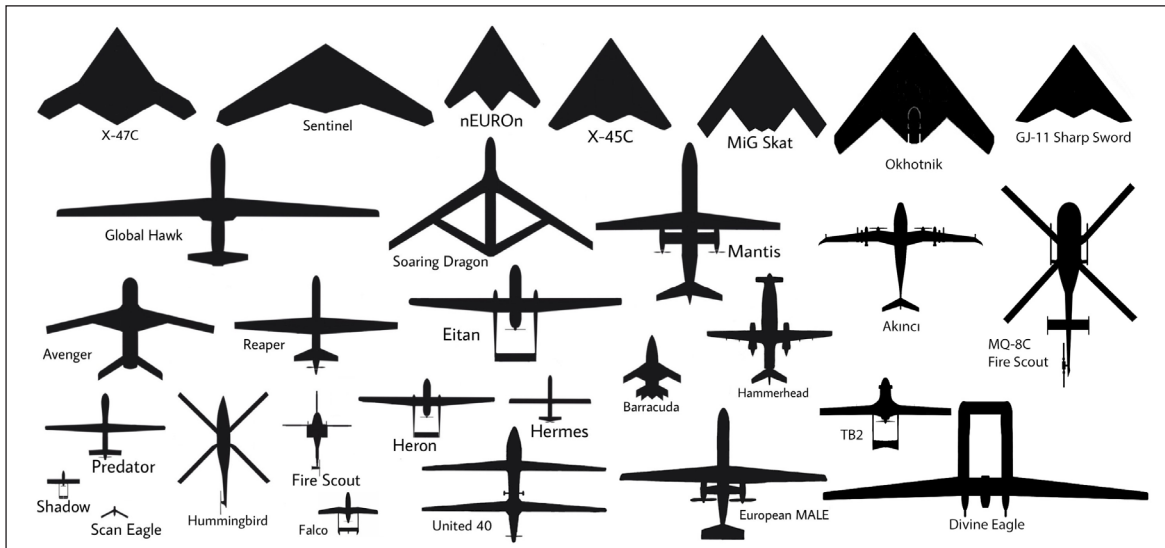 X-47C
Sentinel
nEUROn
X-45C
MiG Skat
Okhotnik
GJ-11 Sharp Sword
Global Hawk
Soaring Dragon
Mantis
Akıncı
MQ-8C
Fire Scout
Avenger
Reaper
Eitan
Barracuda
Hammerhead
Predator
Hummingbird
Fire Scout
Heron
Hermes
TB2
Shadow
Scan Eagle
Falco
United 40
European MALE
Divine Eagle